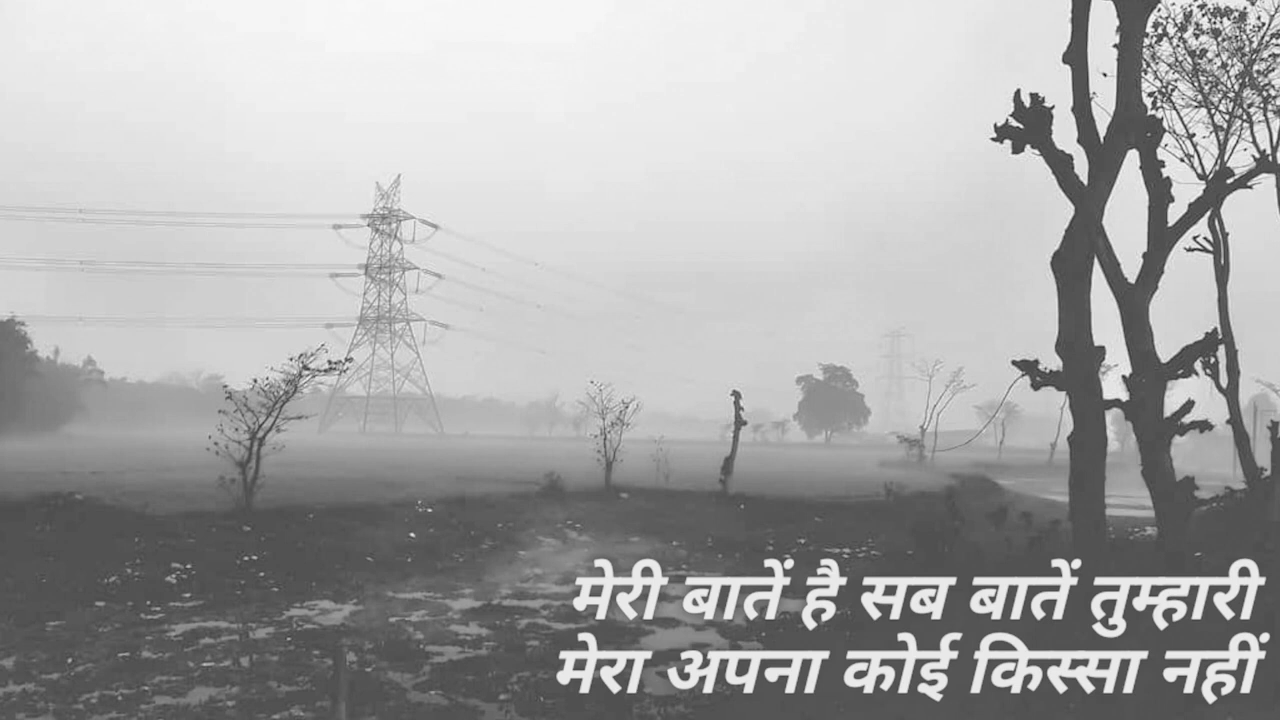 मेरी बातें है सब बातें तुम्हारी
मेरा अपना कोई किस्सा नहीं